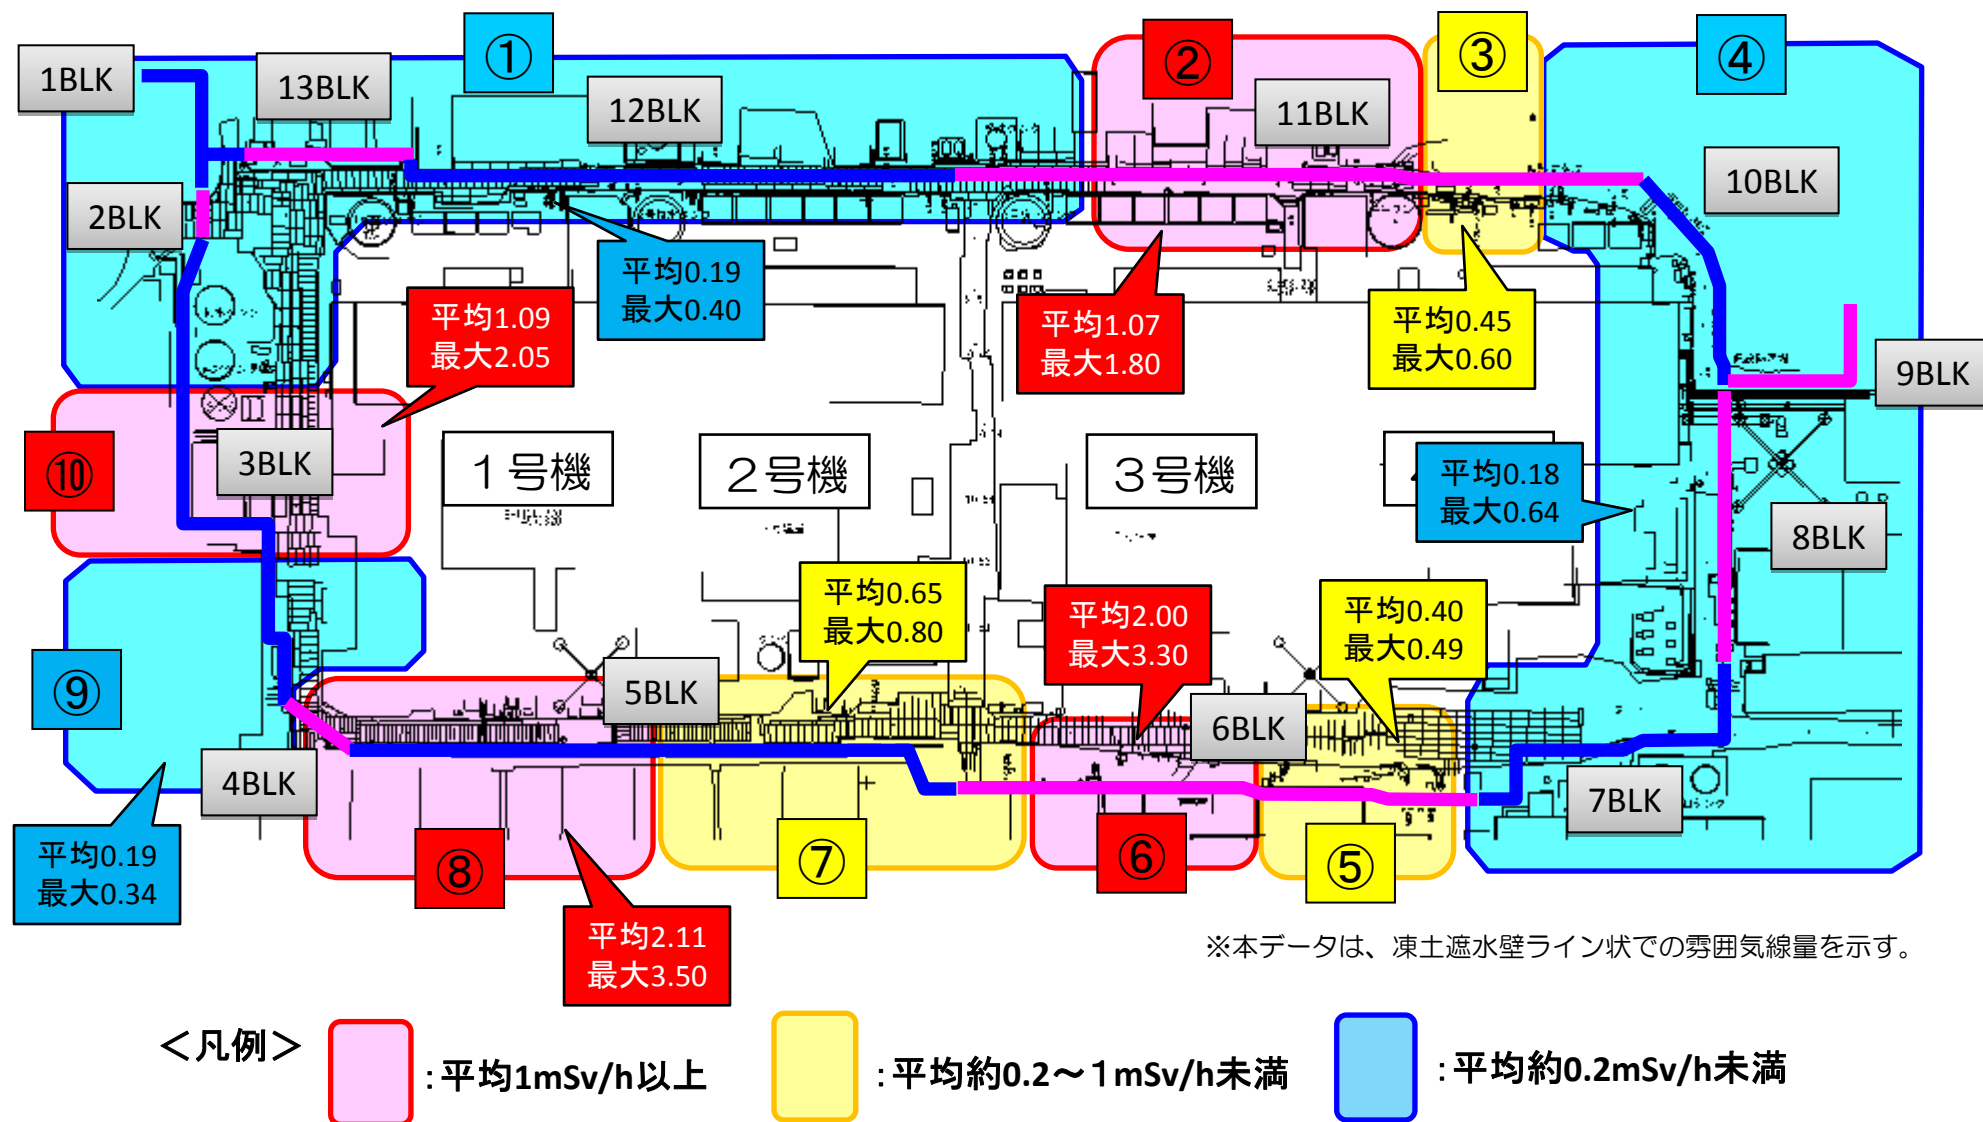 ①
②
③
④
1BLK
13BLK
12BLK
11BLK
10BLK
2BLK
平均0.19
最大0.40
平均1.09
最大2.05
平均1.07
最大1.80
平均0.45
最大0.60
9BLK
⑩
3BLK
1号機
2号機
3号機
平均0.18
最大0.64
8BLK
平均0.65
最大0.80
平均2.00
最大3.30
平均0.40
最大0.49
⑨
5BLK
6BLK
4BLK
7BLK
平均0.19
最大0.34
⑧
⑦
⑥
⑤
平均2.11
最大3.50
※本データは、凍土遮水壁ライン状での雰囲気線量を示す。
＜凡例＞
：平均1mSv/h以上
：平均約0.2～1mSv/h未満
：平均約0.2mSv/h未満